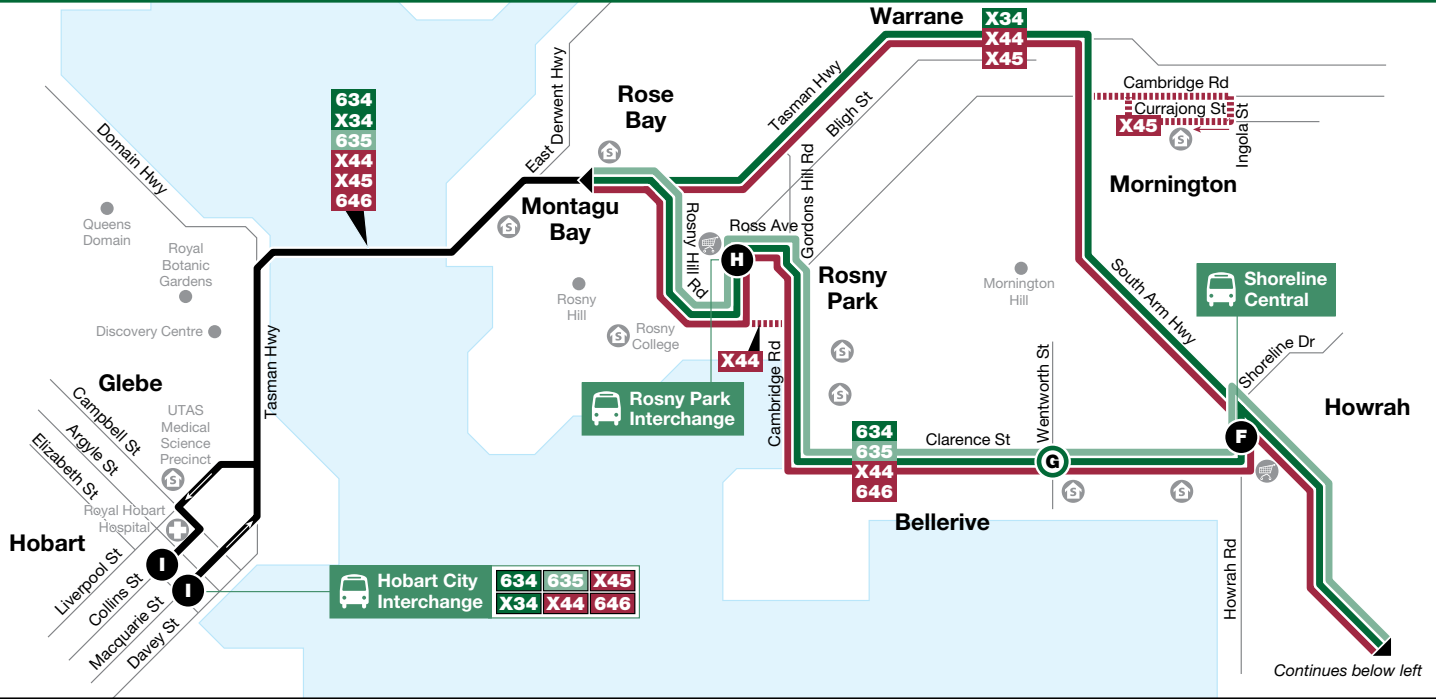 Warrane
X34
X44
X45
Cambridge Rd
Currajong St
X45
Ingola St
Mornington
Tasman Hwy
Bligh St
Derwent Hwy
East
Rose
Bay
634
X34
635
X44
X45
646
Domain Hwy
Queens
Domain
Royal
Botanic
Gardens
Discovery Centre
Tasman Hwy
Montagu
Bay
S
S
S
Rosny Hill Rd
Ross Ave
Gordons Hill Rd
H
Rosny
Park
Rosny
Hill
S
Rosny
College
X44
Rosny Park
Interchange
Cambridge Rd
S
S
Mornington
Hill
South Arm Hwy
Shoreline
Central
Shoreline Dr
Howrah
Wentworth St
634
635
X44
646
Clarence St
G
F
S
S
Bellerive
Howrah Rd
Continues below left
Glebe
UTAS
Medical
Science
Precinct
S
Campbell St
Argyle St
Elizabeth St
Royal Hobart
Hospital
Hobart
I
I
Liverpool St
Collins St
Macquarie St
Davey St
Hobart City
Interchange
634 635 X45
X34 X44 646